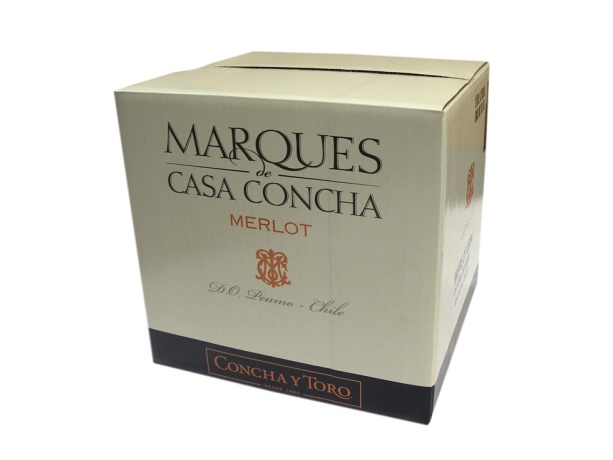 MARQUES
de
CASA CONCHA
MERLOT
D.O. Peumo - Chile
CONCHA Y TORO